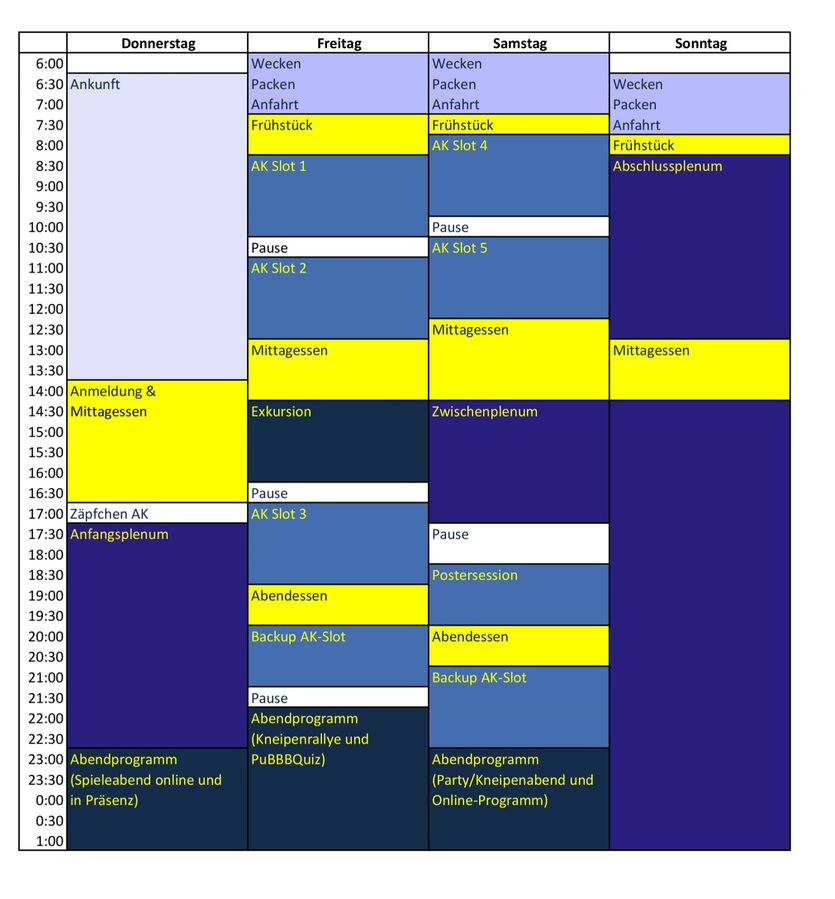 Donnerstag Freitag Samstag Sonntag
6:00 Wecken Wecken
6:30 Ankunft Packen Packen Wecken
7:00 Anfahrt Anfahrt Packen
7:30 Frühstück Frühstück Anfahrt
8:00 AK Slot 4 Frühstück
8:30 AK Slot 1 Abschlussplenum
9:00
9:30
10:00 Pause
10:30 Pause AK Slot 5
11:00 AK Slot 2
11:30
12:00
12:30 Mittagessen
13:00 Mittagessen Mittagessen
13:30
14:00 Anmeldung &
14:30 Mittagessen Exkursion Zwischenplenum
15:00
15:30
16:00
16:30 Pause
17:00 Zäpfchen AK AK Slot 3
17:30 Anfangsplenum Pause
18:00
18:30 Postersession
19:00 Abendessen
19:30
20:00 Backup AK-Slot Abendessen
20:30
21:00 Backup AK-Slot
21:30 Pause
22:00 Abendprogramm
22:30 (Kneipenrallye und
23:00 Abendprogramm PuBBBQuiz) Abendprogramm
23:30 (Spieleabend online und (Party/Kneipenabend und
0:00 in Präsenz) Online-Programm)
0:30
1:00